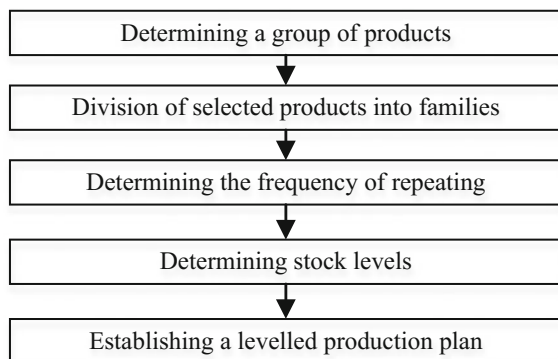 Determining a group of products
Division of selected products into families
Determining the frequency of repeating
Determining stock levels
Establishing a levelled production plan